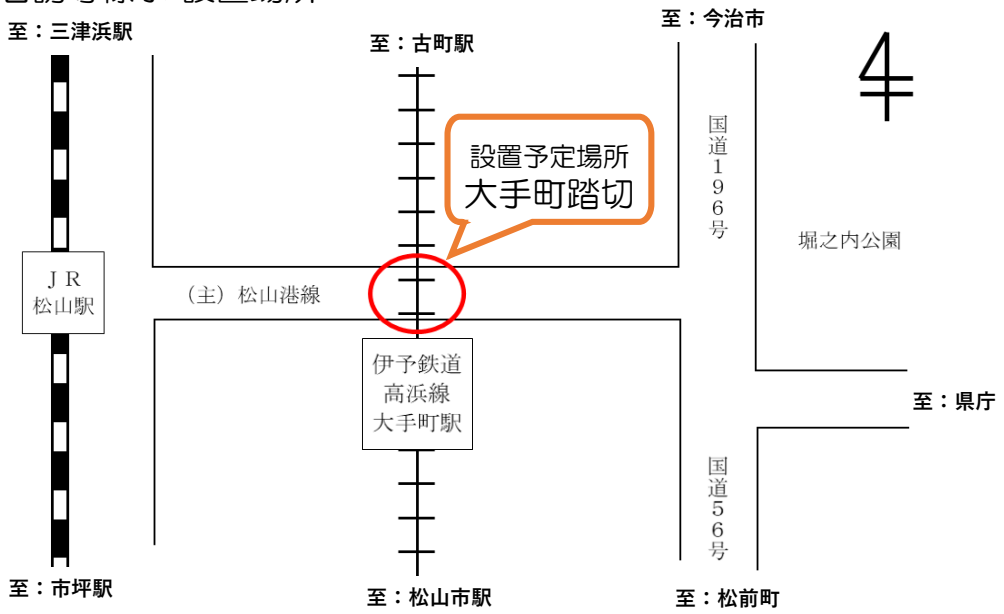 至：三津浜駅
至：古町駅
至：今治市
設置予定場所
大手町踏切
国道196号
堀之内公園
ＪＲ
松山駅
（主）松山港線
伊予鉄道
高浜線
大手町駅
至：県庁
国道56号
至：市坪駅
至：松山市駅
至：松前町